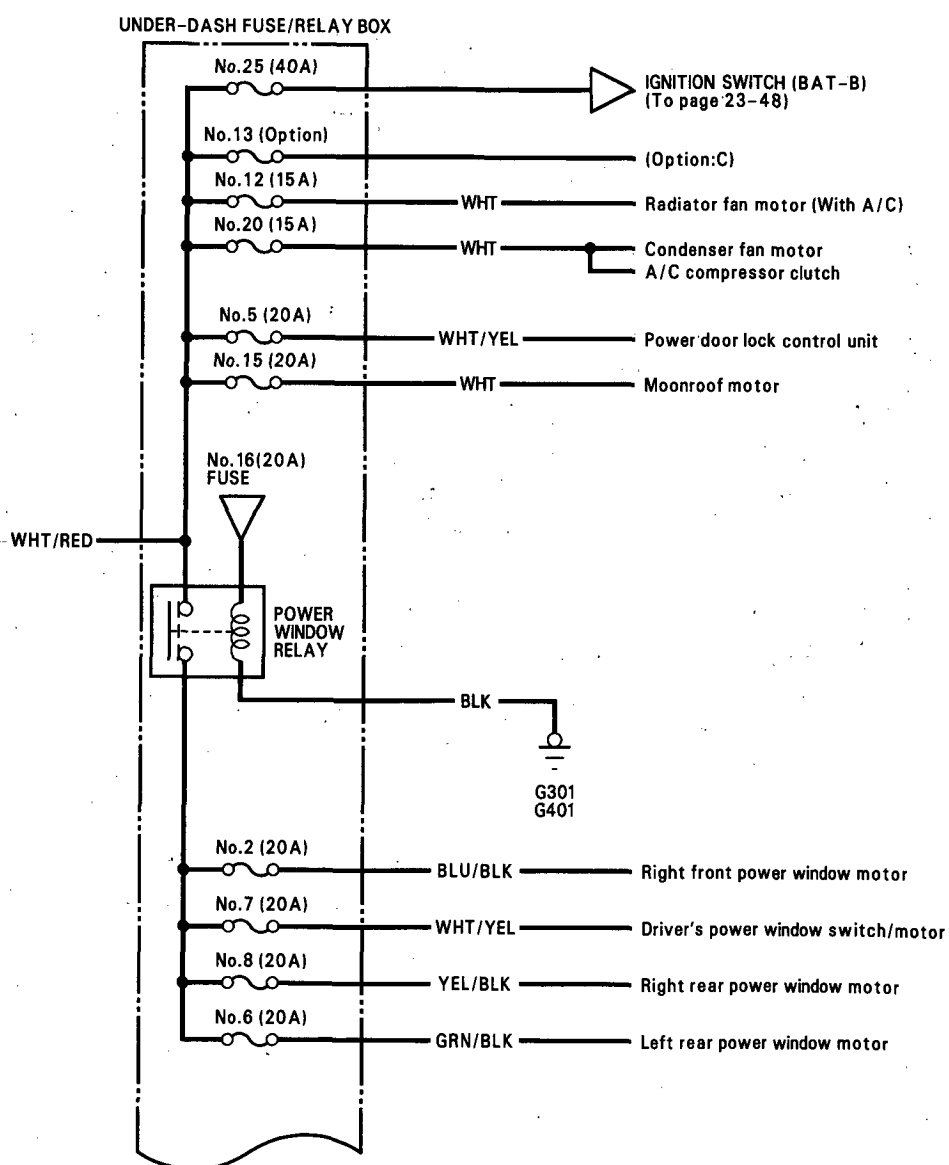 UNDER-DASH FUSE/RELAY BOX
No.25 (40A)
IGNITION SWITCH (BAT-B)
(To page 23-48)
No.13 (Option)
(Option:C)
No.12 (15A)
WHT
Radiator fan motor (With A/C)
No.20 (15A)
WHT
Condenser fan motor
A/C compressor clutch
No.5 (20A)
WHT/YEL
Power door lock control unit
No.15 (20A)
WHT
Moonroof motor
No.16(20A)
FUSE
WHT/RED
POWER
WINDOW
RELAY
BLK
G301
G401
No.2 (20A)
BLU/BLK
Right front power window motor
No.7 (20A)
WHT/YEL
Driver's power window switch/motor
No.8 (20A)
YEL/BLK
Right rear power window motor
No.6 (20A)
GRN/BLK
Left rear power window motor